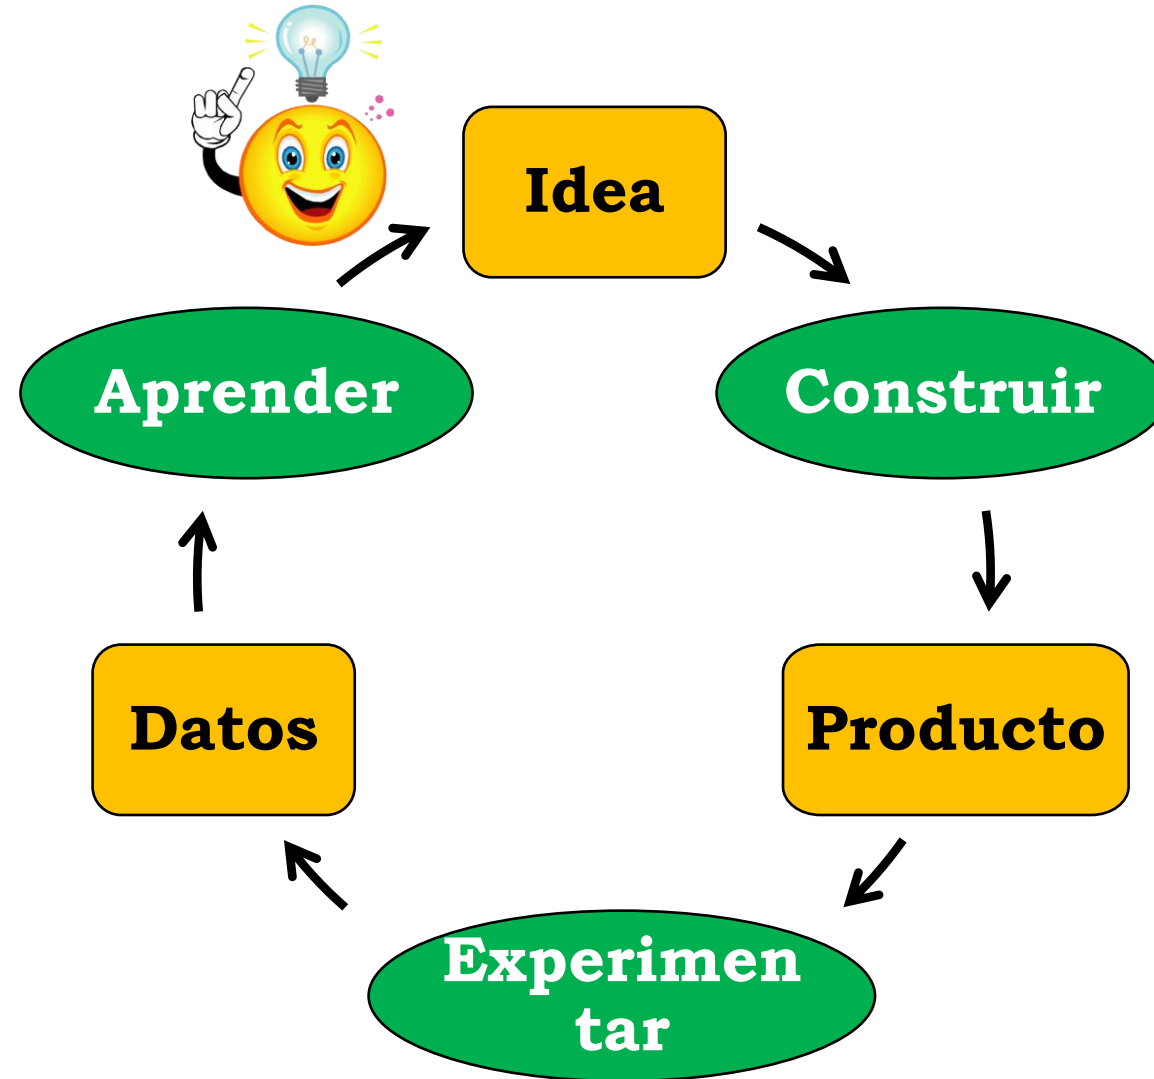 Idea
Aprender
Construir
Datos
Producto
Experimen
tar